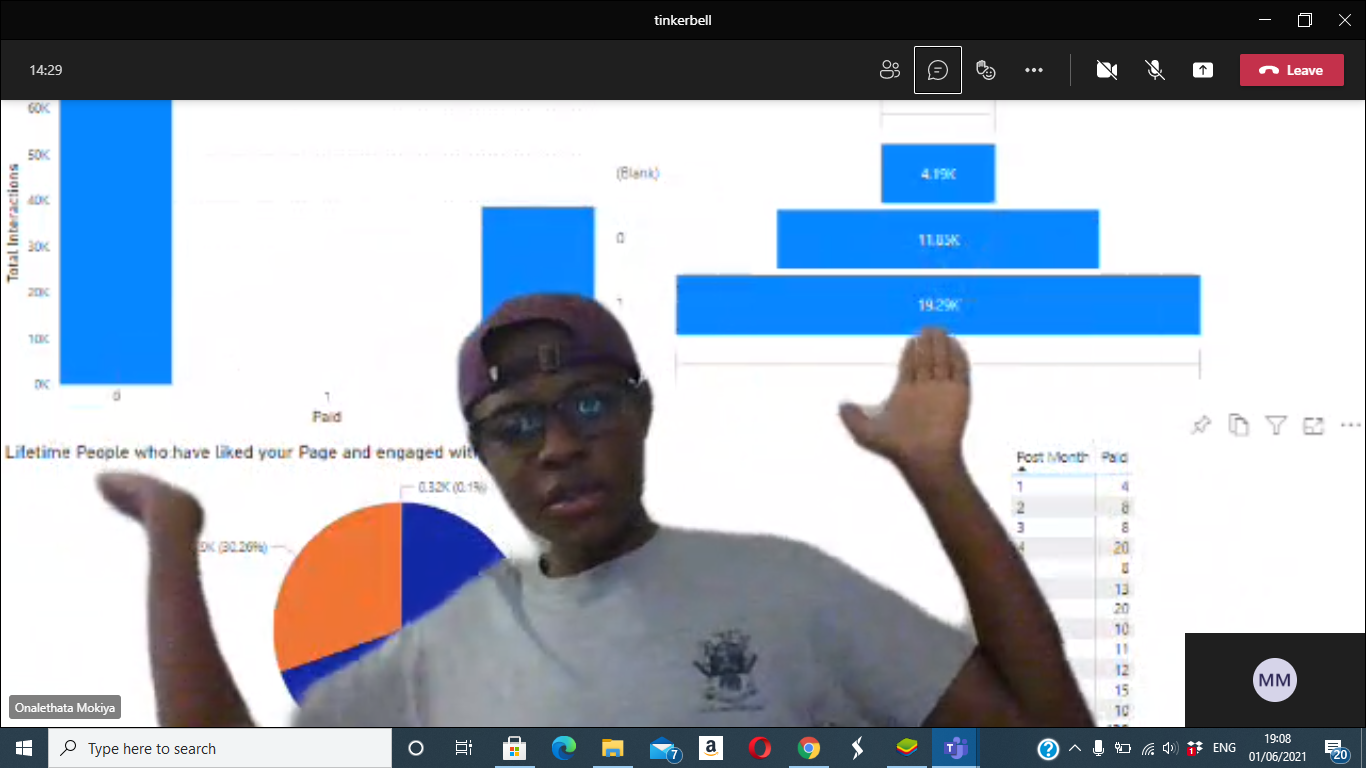 tinkerbell
14:29
Leave
60K
50K
40K
30K
20K
10K
0K
Total Interactions
0
1
Paid
(Blank)
0
1
4.19K
11.83K
19.29K
Lifetime People who have liked your Page and engaged with
0.32K (0.1%)
9K (30.26%)
Post Month Paid
1 4
2 8
3 8
4 20
8
13
20
10
11
12
15
10
MM
Onalethata Mokiya
Type here to search
7
ENG
19:08
01/06/2021
20